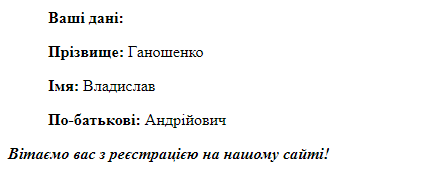 Ваші дані:
Прізвище: Ганошенко
Імя: Владислав
По-батькові: Андрійович
Вітаємо вас з реєстрацією на нашому сайті!